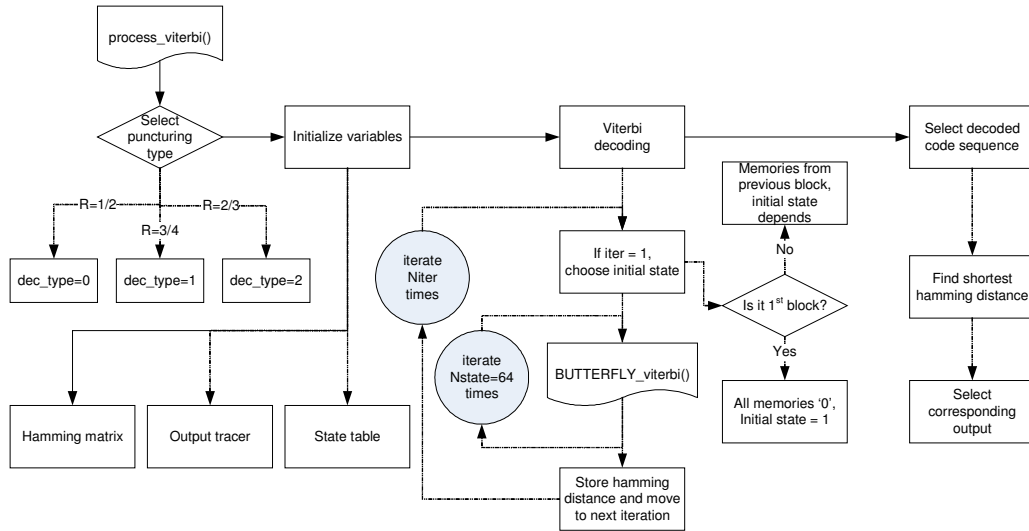 process_viterbi()
Select
puncturing
type
Initialize variables
Viterbi
decoding
Select decoded
code sequence
R=1/2
R=3/4
R=2/3
dec_type=0
dec_type=1
dec_type=2
Hamming matrix
Output tracer
State table
iterate
Niter
times
If iter = 1,
choose initial state
iterate
Nstate=64
times
BUTTERFLY_viterbi()
Store hamming
distance and move
to next iteration
Memories from
previous block,
initial state
depends
No
Is it 1st block?
Yes
All memories ‘0’,
Initial state = 1
Find shortest
hamming distance
Select
corresponding
output